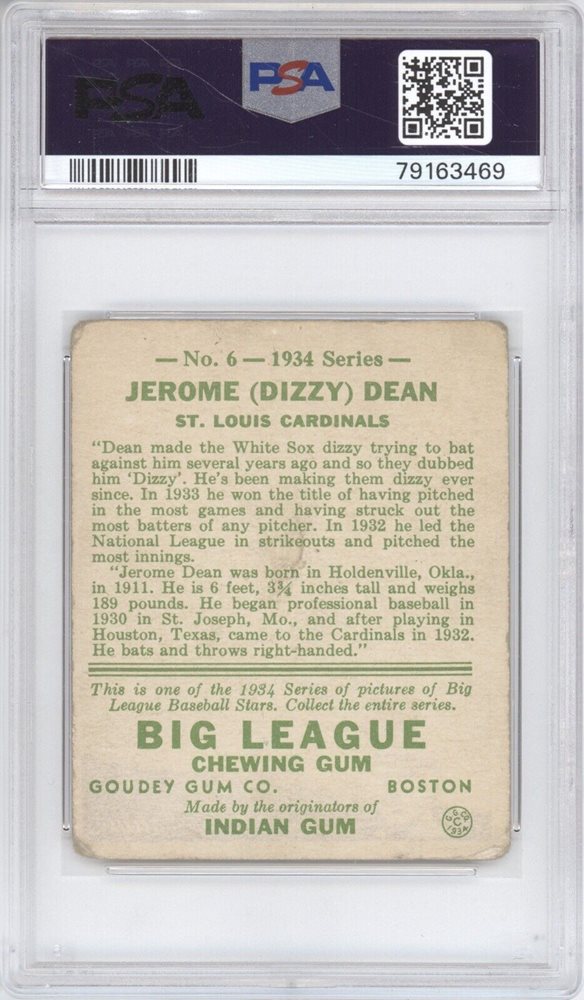 PSA
PSA PSA PSA
PSA
79163469
— No. 6 — 1934 Series —
JEROME (DIZZY) DEAN
ST. LOUIS CARDINALS
"Dean made the White Sox dizzy trying to bat
against him several years ago and so they dubbed
him 'Dizzy'. He's been making them dizzy ever
since. In 1933 he won the title of having pitched
in the most games and having struck out the
most batters of any pitcher. In 1932 he led the
National League in strikeouts and pitched the
most innings.
"Jerome Dean was born in Holdenville, Okla.,
in 1911. He is 6 feet, 3¾ inches tall and weighs
189 pounds. He began professional baseball in
1930 in St. Joseph, Mo., and after playing in
Houston, Texas, came to the Cardinals in 1932.
He bats and throws right-handed."
This is one of the 1934 Series of pictures of Big
League Baseball Stars. Collect the entire series.
BIG LEAGUE
CHEWING GUM
GOUDEY GUM CO. BOSTON
Made by the originators of
INDIAN GUM
G. G. CO.
C
1934